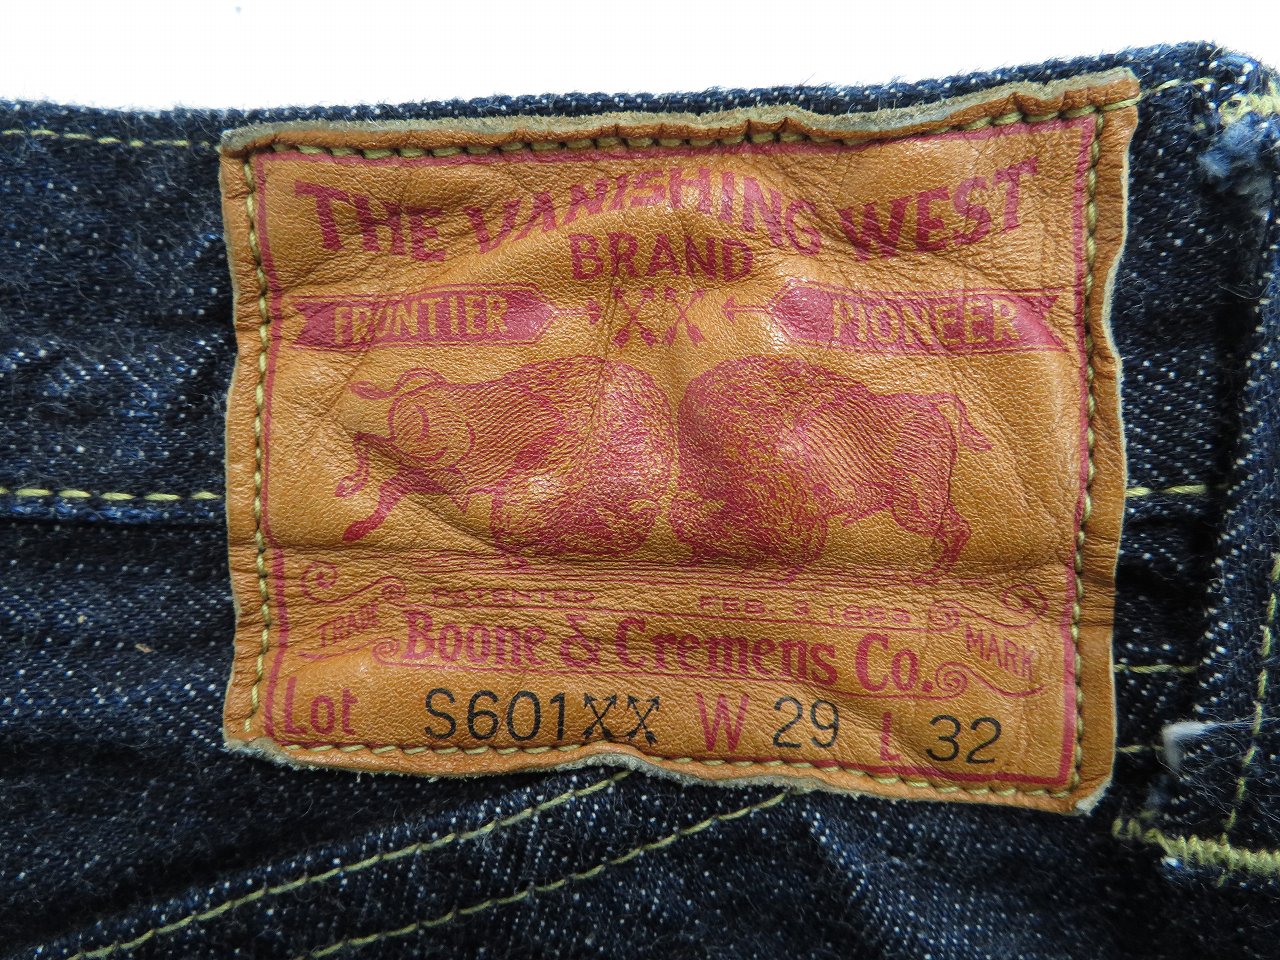 THE VANISHING WEST
BRAND
FRONTIER XX PIONEER
PATENTED FEB. 3, 1883
TRADE Boone & Cremens Co. MARK
Lot S601XX W 29 L 32